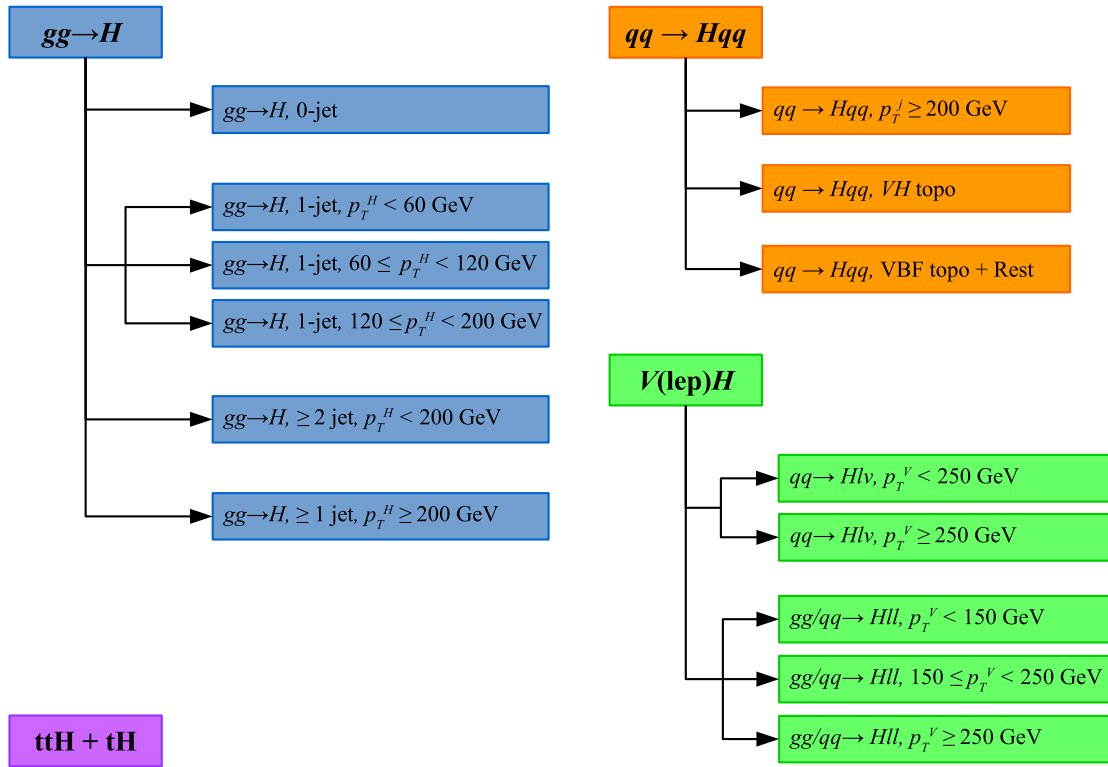 gg→H
gg→H, 0-jet
gg→H, 1-jet, p_T^H < 60 GeV
gg→H, 1-jet, 60 ≤ p_T^H < 120 GeV
gg→H, 1-jet, 120 ≤ p_T^H < 200 GeV
gg→H, ≥ 2 jet, p_T^H < 200 GeV
gg→H, ≥ 1 jet, p_T^H ≥ 200 GeV
ttH + tH
qq → Hqq
qq → Hqq, p_T^j ≥ 200 GeV
qq → Hqq, VH topo
qq → Hqq, VBF topo + Rest
V(lep)H
qq→ Hlν, p_T^V < 250 GeV
qq→ Hlν, p_T^V ≥ 250 GeV
gg/qq→ Hll, p_T^V < 150 GeV
gg/qq→ Hll, 150 ≤ p_T^V < 250 GeV
gg/qq→ Hll, p_T^V ≥ 250 GeV